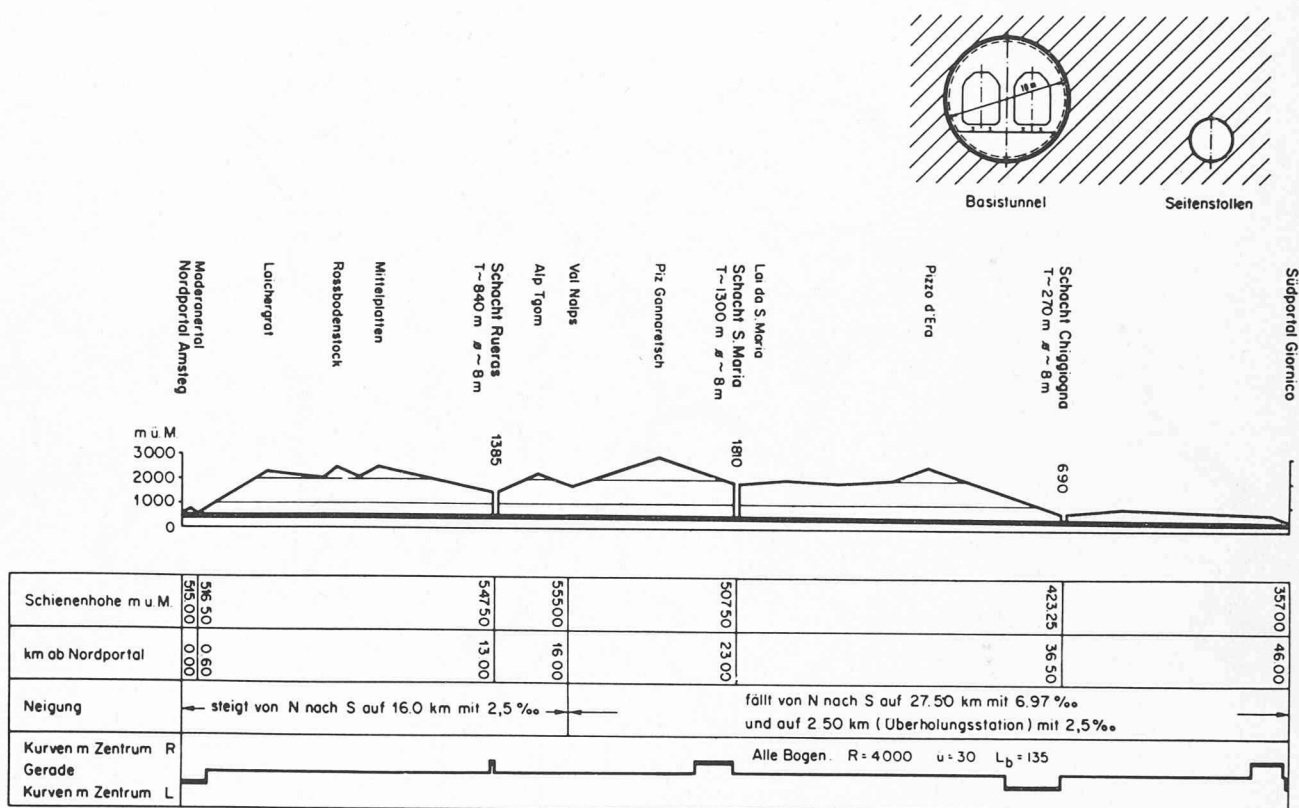 10 m
Basistunnel
Seitenstollen
Maderanertal
Nordportal Amsteg
Laichergrat
Rossbodenstock
Mittelplatten
Schacht Rueras
T~840 m ø ~ 8 m
Alp Tgom
Val Nalps
Piz Gannaretsch
Lai da S. Maria
Schacht S. Maria
T~1300 m ø ~ 8 m
Pizzo d'Era
Schacht Chiggiogna
T~270 m ø ~ 8 m
Südportal Giornico
m ü. M.
3000
2000
1000
0
1385
1810
690
Schienenhohe m u. M. 515.00 516 50 547 50 555 00 507 50 423.25 357 00
km ab Nordportal 0 00 0 60 13 00 16 00 23 00 36 50 46 00
Neigung
steigt von N nach S auf 16.0 km mit 2,5 ‰
fällt von N nach S auf 27.50 km mit 6.97 ‰
und auf 2 50 km ( Überholungsstation ) mit 2,5‰
Kurven m Zentrum R
Gerade
Kurven m Zentrum L
Alle Bogen. R = 4000 ü = 30 L_b = 135